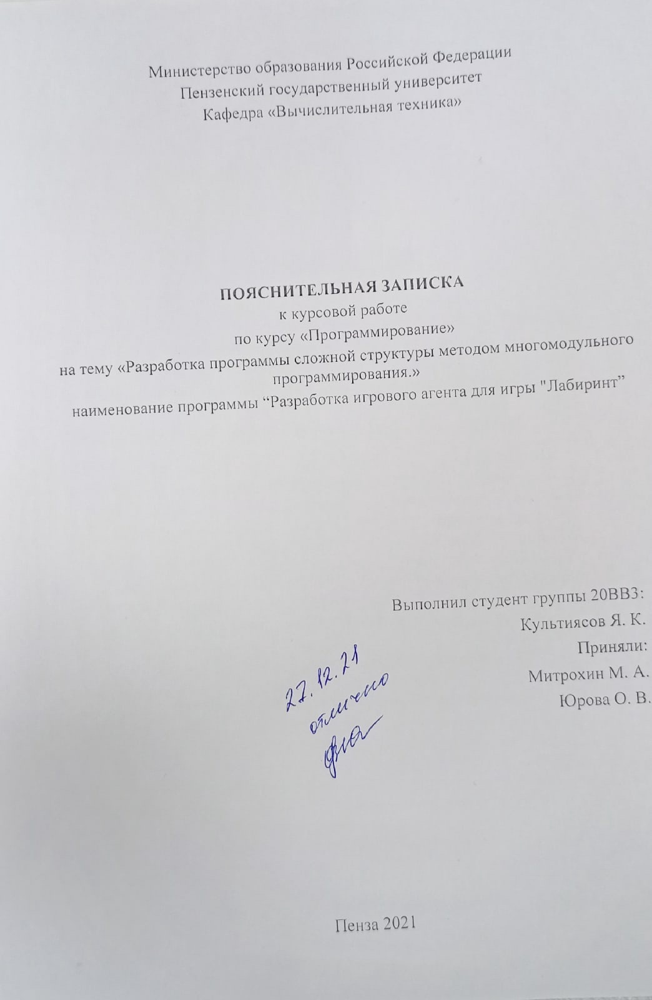 Министерство образования Российской Федерации
Пензенский государственный университет
Кафедра «Вычислительная техника»
ПОЯСНИТЕЛЬНАЯ ЗАПИСКА
к курсовой работе
по курсу «Программирование»
на тему «Разработка программы сложной структуры методом многомодульного
программирования.»
наименование программы “Разработка игрового агента для игры "Лабиринт”
Выполнил студент группы 20ВВ3:
Культиясов Я. К.
Приняли:
Митрохин М. А.
Юрова О. В.
27.12.21
отлично
Пенза 2021